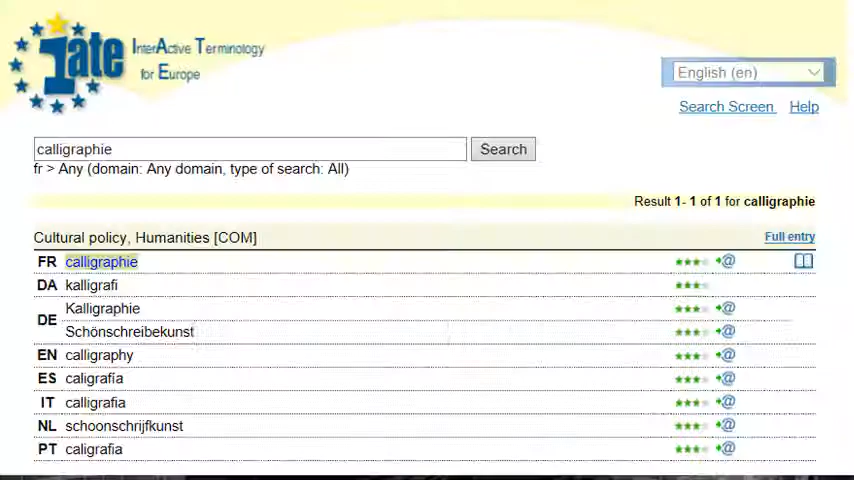 Iate InterActive Terminology
for Europe
English (en)
Search Screen Help
calligraphie Search
fr > Any (domain: Any domain, type of search: All)
Result 1- 1 of 1 for calligraphie
Cultural policy, Humanities [COM] Full entry
FR calligraphie
DA kalligrafi
DE Kalligraphie
Schönschreibekunst
EN calligraphy
ES caligrafía
IT calligrafia
NL schoonschrijfkunst
PT caligrafia